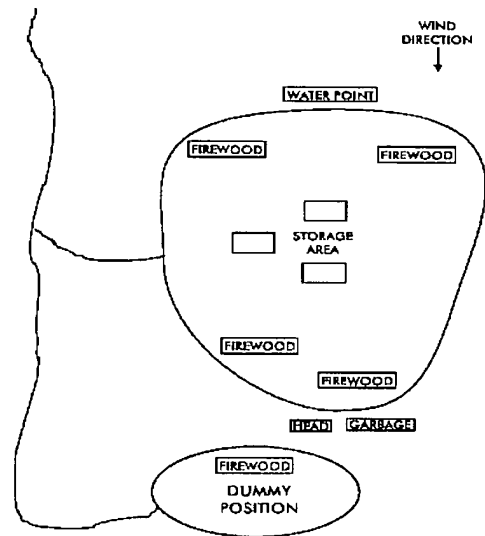 WIND
DIRECTION
WATER POINT
FIREWOOD
FIREWOOD
STORAGE
AREA
FIREWOOD
FIREWOOD
HEAD
GARBAGE
FIREWOOD
DUMMY
POSITION